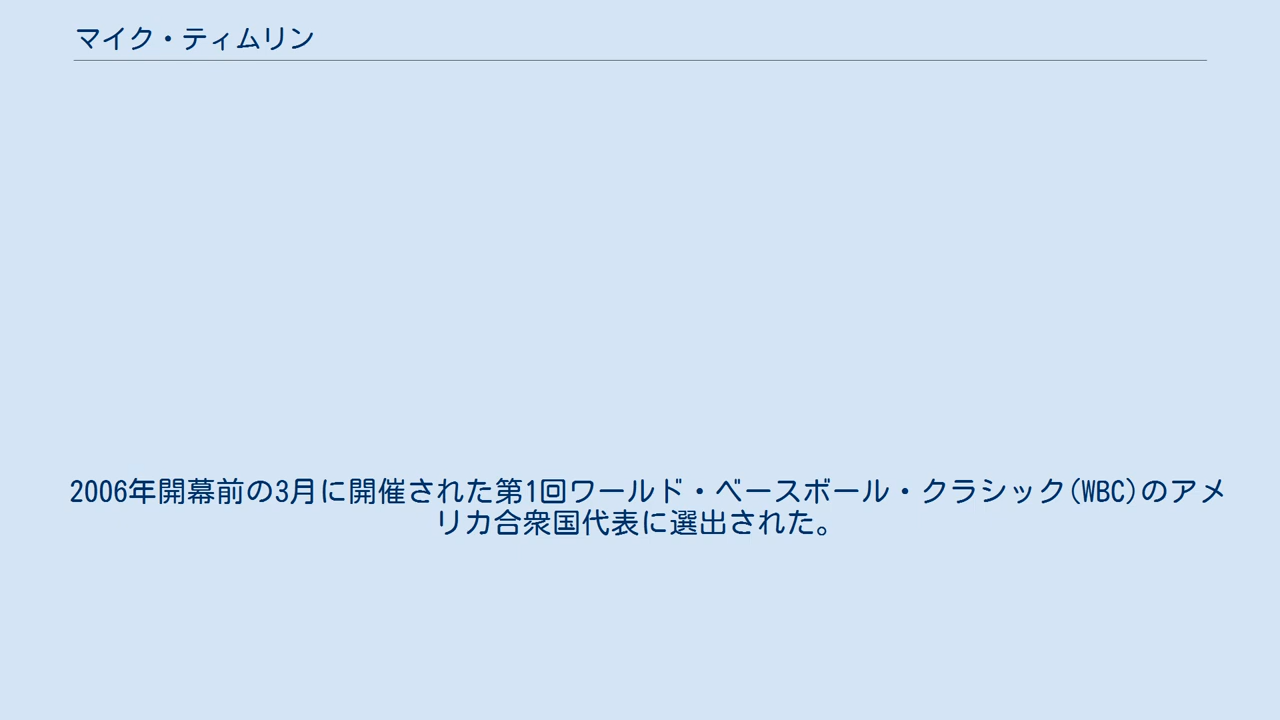 マイク・ティムリン
2006年開幕前の3月に開催された第1回ワールド・ベースボール・クラシック(WBC)のアメ
リカ合衆国代表に選出された。